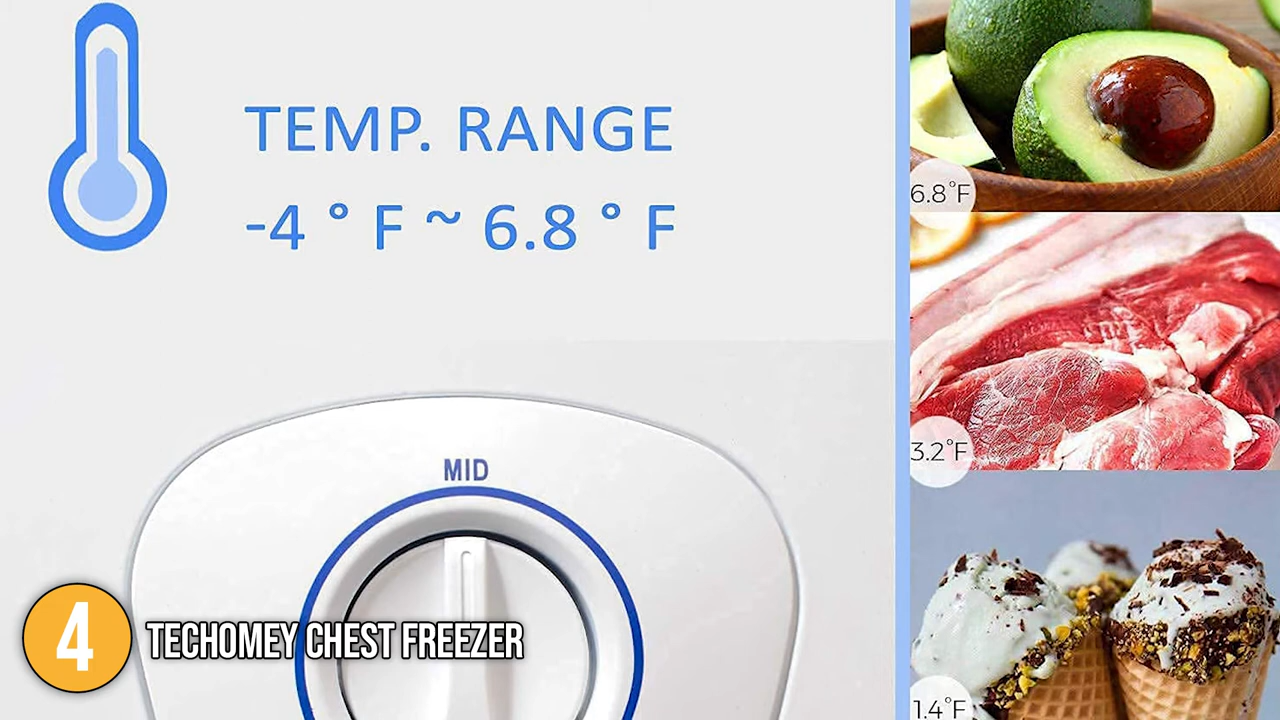 TEMP. RANGE
-4 ° F ~ 6.8 ° F
MID
4
TECHOMEY CHEST FREEZER
6.8°F
3.2°F
1.4°F